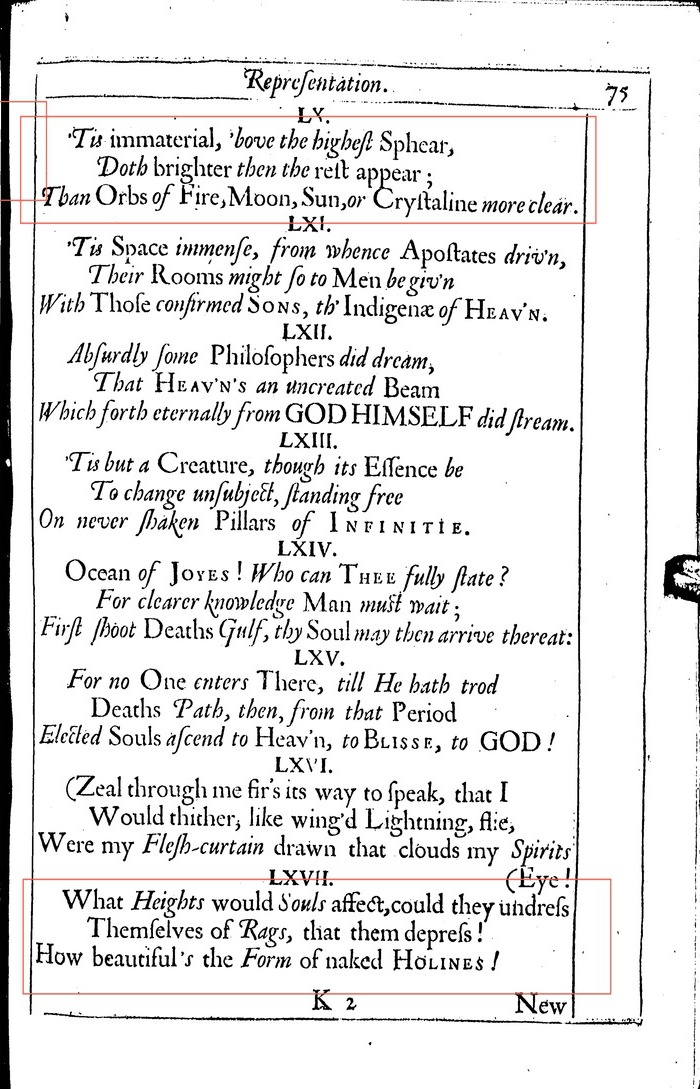 Repreſentation.
75
LX.
'Tis immaterial, 'bove the higheſt Sphear,
Doth brighter then the reſt appear ;
Than Orbs of Fire, Moon, Sun, or Cryſtaline more clear.
LXI.
'Tis Space immenſe, from whence Apoſtates driv'n,
Their Rooms might ſo to Men be giv'n
With Thoſe confirmed SONS, th' Indigenæ of HEAV'N.
LXII.
Abſurdly ſome Philoſophers did dream,
That HEAV'N'S an uncreated Beam
Which forth eternally from GOD HIMSELF did ſtream.
LXIII.
'Tis but a Creature, though its Eſſence be
To change unſubject, ſtanding free
On never ſhaken Pillars of INFINITIE.
LXIV.
Ocean of JOYES ! Who can THEE fully ſtate ?
For clearer knowledge Man muſt wait ;
Firſt ſhoot Deaths Gulf, thy Soul may then arrive thereat:
LXV.
For no One enters There, till He hath trod
Deaths Path, then, from that Period
Elected Souls aſcend to Heav'n, to BLISSE, to GOD !
LXVI.
(Zeal through me fir's its way to ſpeak, that I
Would thither, like wing'd Lightning, flie,
Were my Fleſh-curtain drawn that clouds my Spirits
(Eye !
LXVII.
What Heights would Souls affect, could they undreſs
Themſelves of Rags, that them depreſs !
How beautiful's the Form of naked HOLINES !
K 2
New